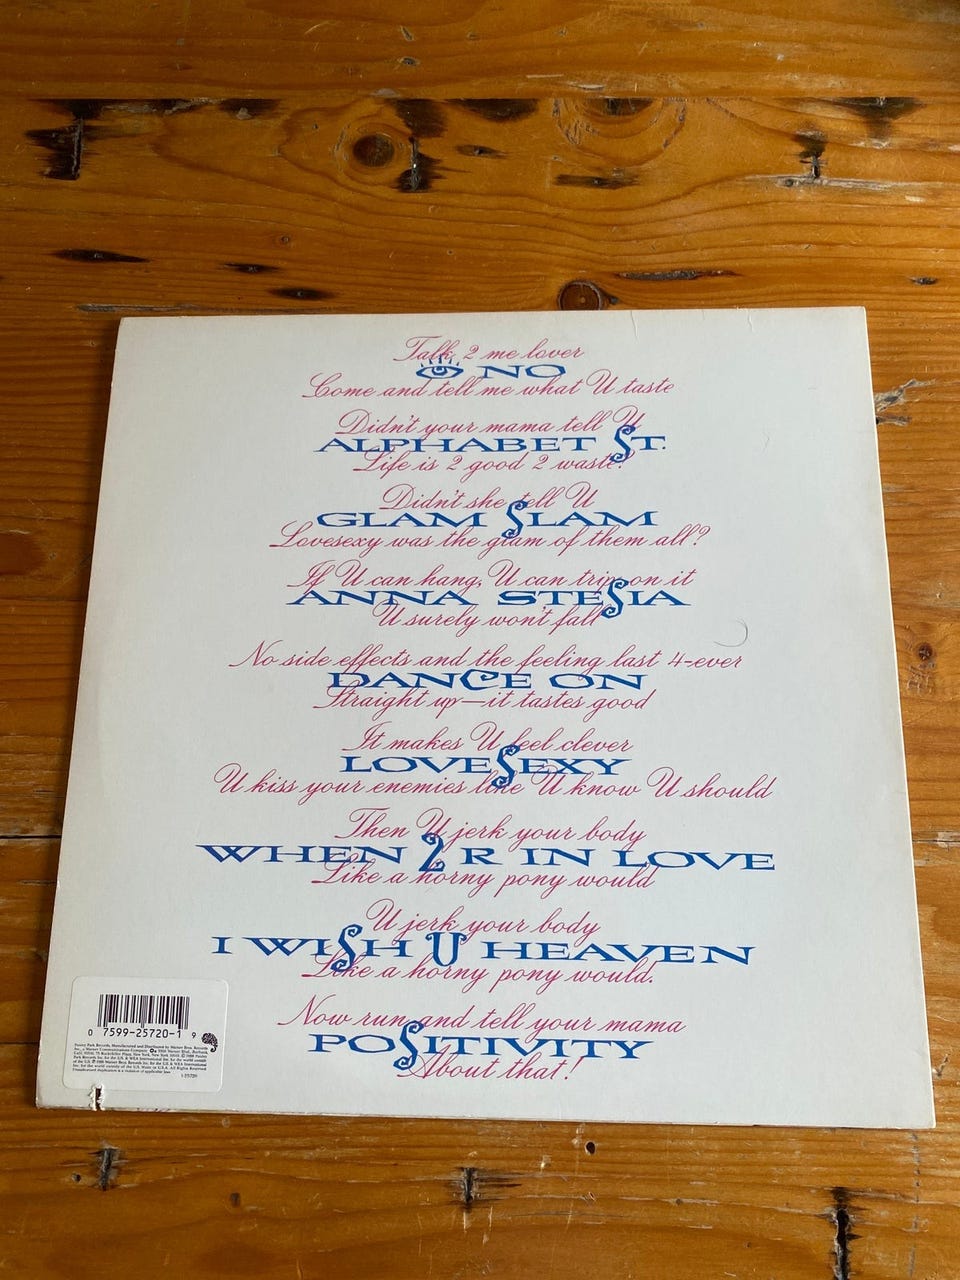 Talk 2 me lover
👁 NO
Come and tell me what U taste
Didn't your mama tell U
ALPHABET ST.
Life is 2 good 2 waste?
Didn't she tell U
GLAM SLAM
Lovesexy was the glam of them all?
If U can hang, U can trip on it
ANNA STESIA
U surely won't fall
No side effects and the feeling last 4-ever
DANCE ON
Straight up—it tastes good
It makes U feel clever
LOVESEXY
U kiss your enemies like U know U should
Then U jerk your body
WHEN 2 R IN LOVE
Like a horny pony would
U jerk your body
I WISH U HEAVEN
Like a horny pony would.
Now run and tell your mama
POSITIVITY
About that!
0 7599-25720-1 9
1-25720